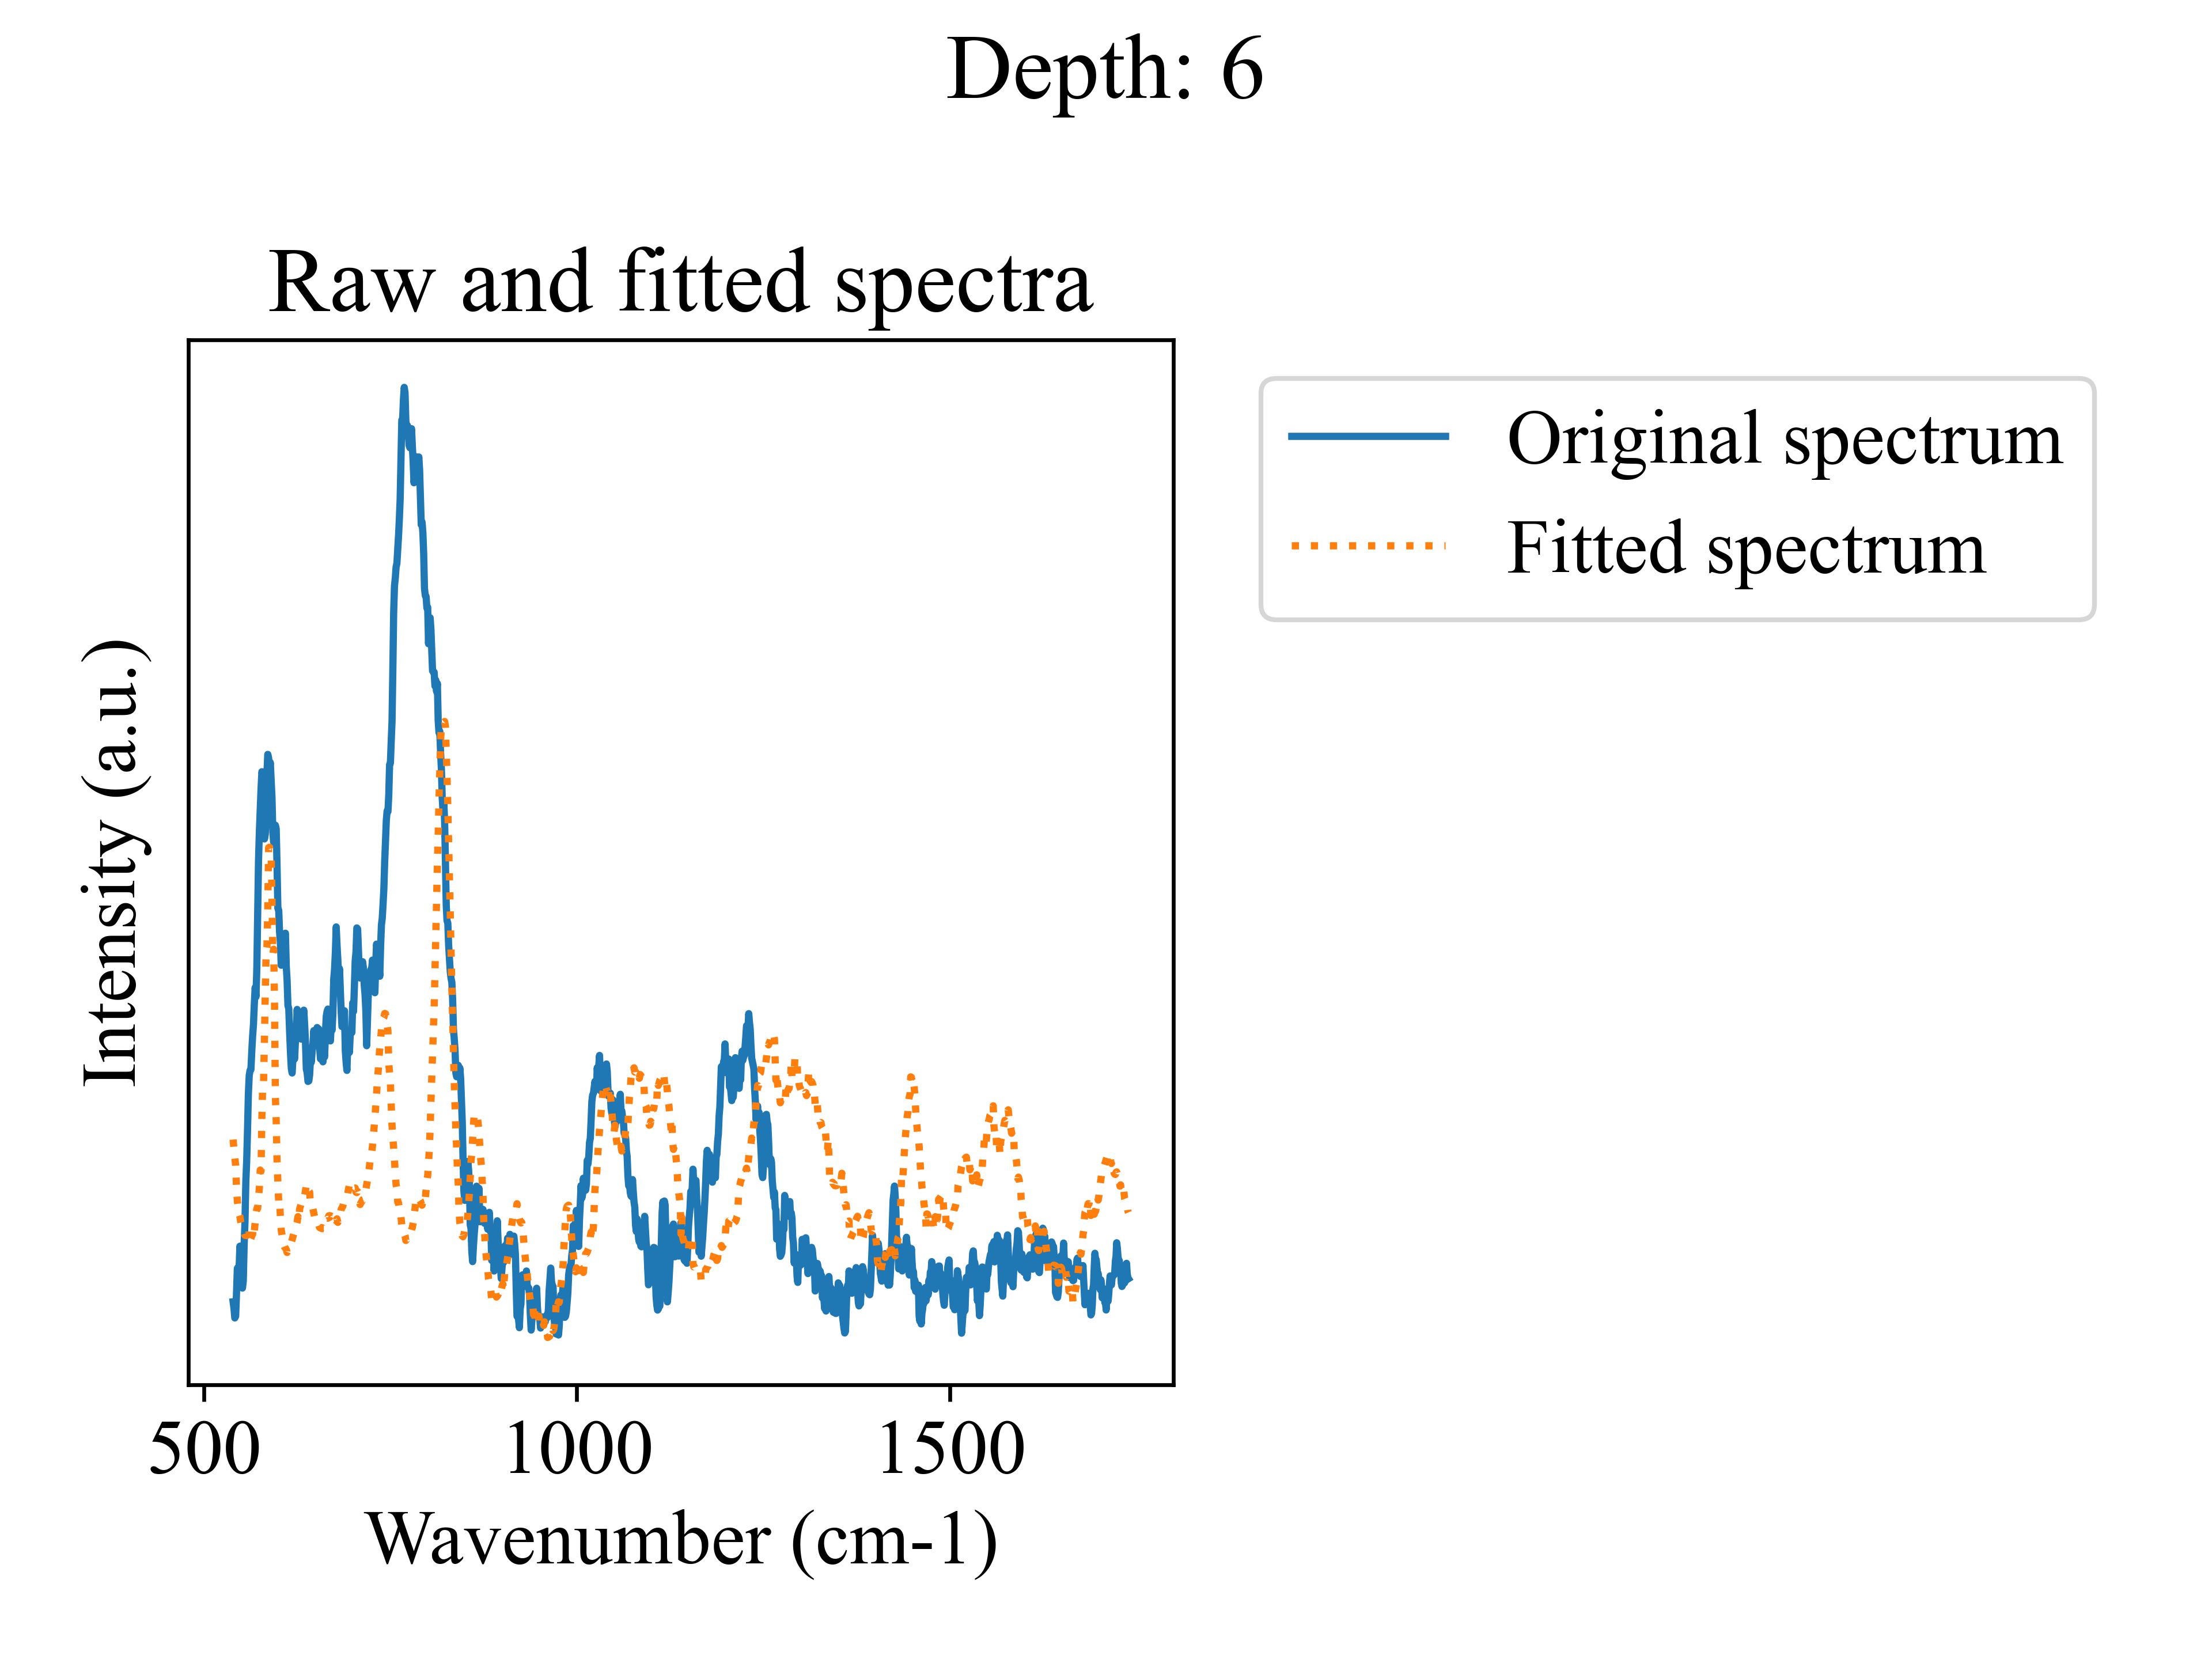 Depth: 6
Raw and fitted spectra
Original spectrum
Fitted spectrum
Intensity (a.u.)
500 1000 1500
Wavenumber (cm-1)